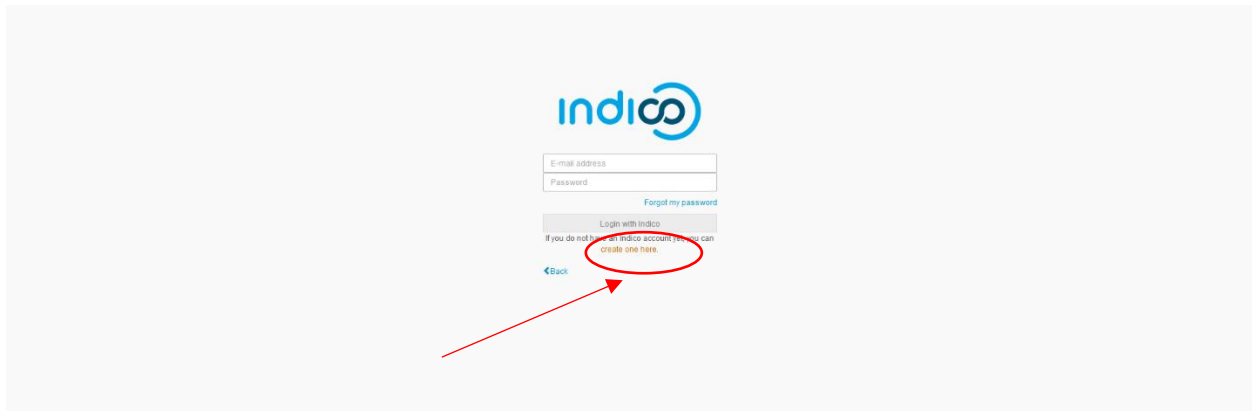 indico
E-mail address
Password
Forgot my password
Login with Indico
If you do not have an Indico account yet, you can
create one here.
Back